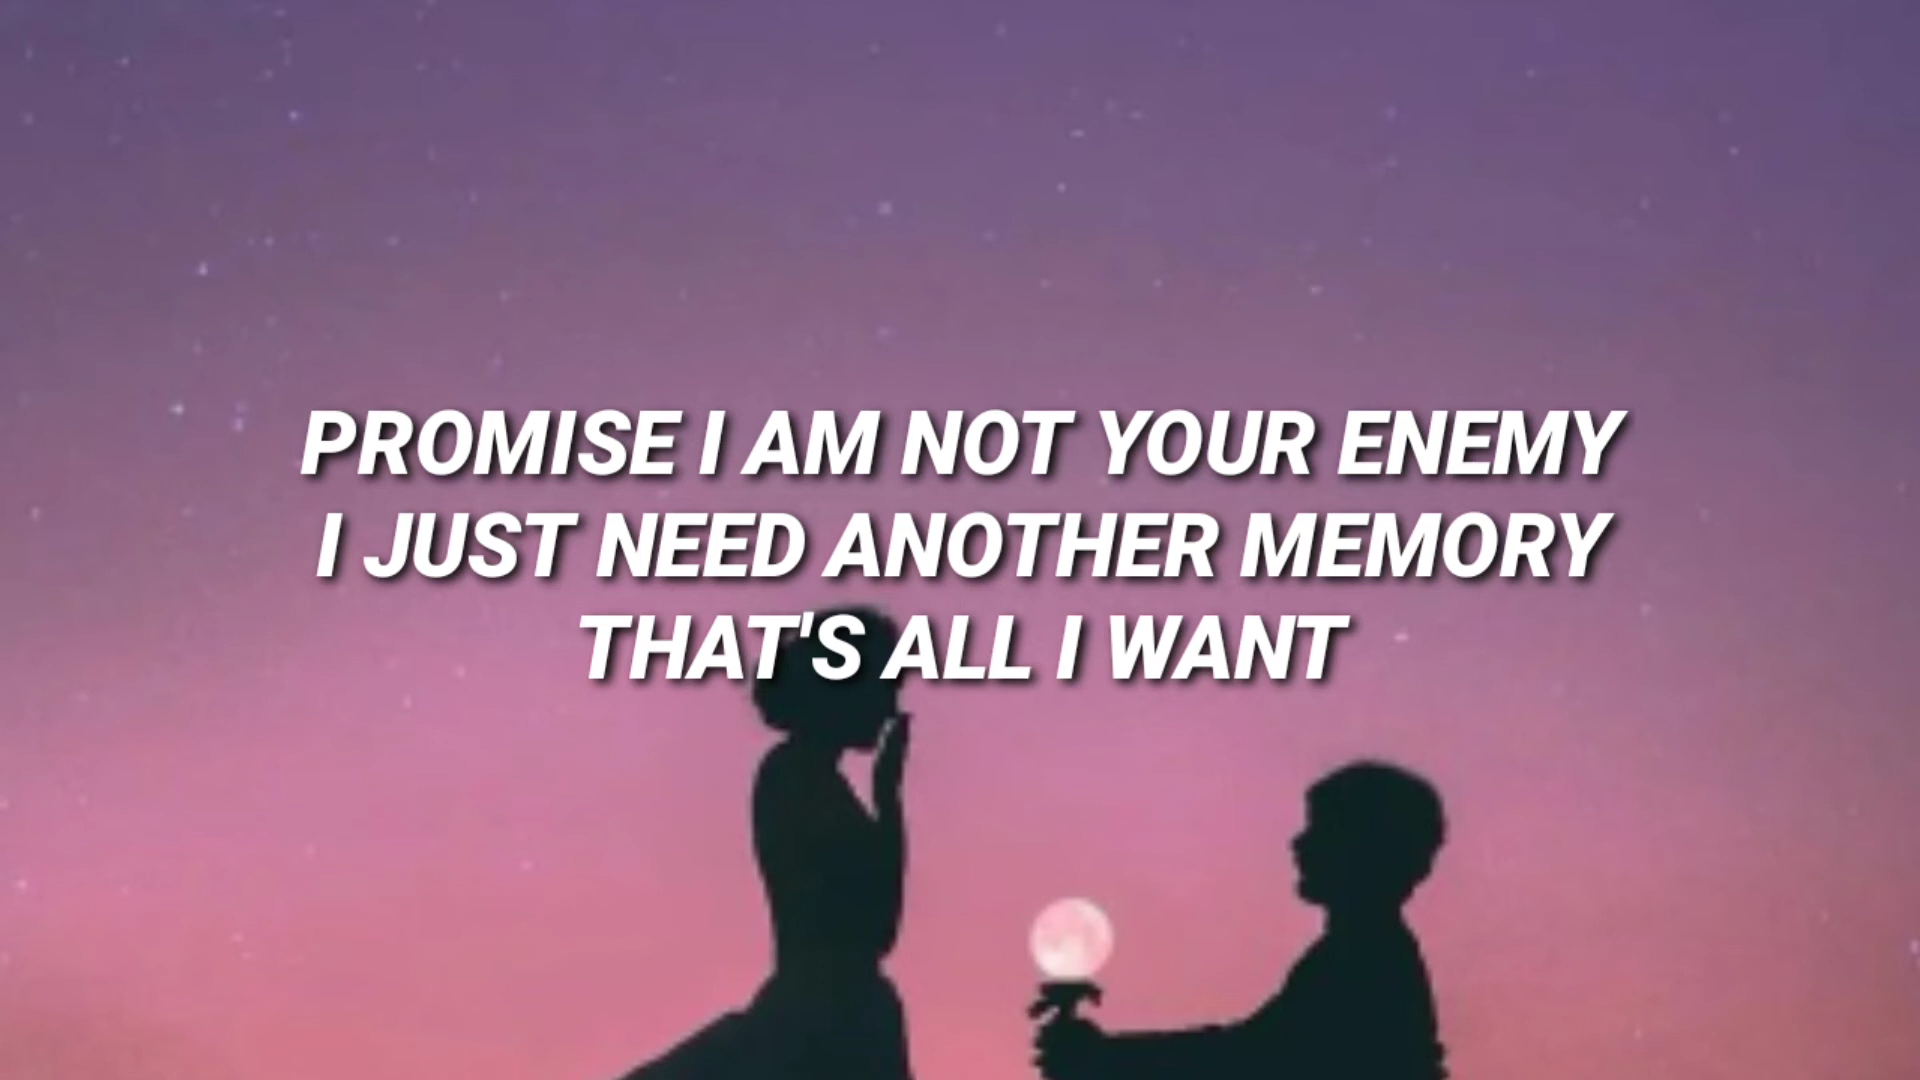 PROMISE I AM NOT YOUR ENEMY
I JUST NEED ANOTHER MEMORY
THAT'S ALL I WANT